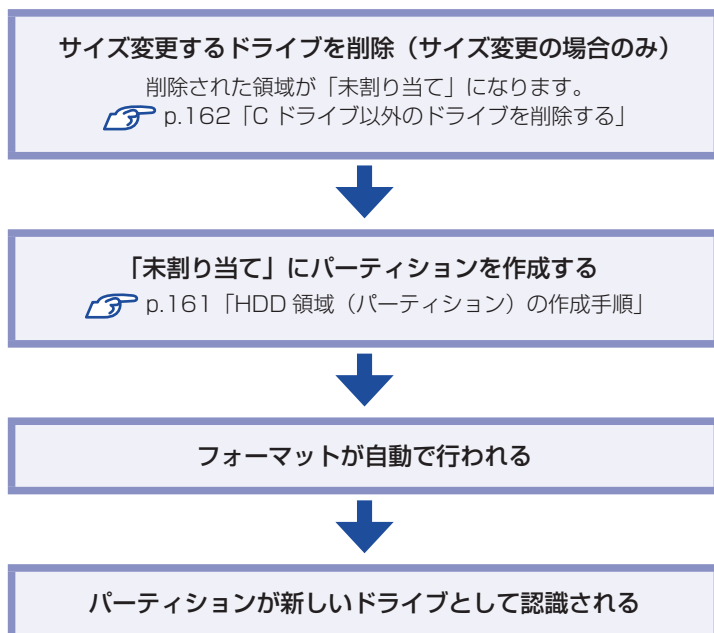 サイズ変更するドライブを削除（サイズ変更の場合のみ）
削除された領域が「未割り当て」になります。
p.162「C ドライブ以外のドライブを削除する」
「未割り当て」にパーティションを作成する
p.161「HDD 領域（パーティション）の作成手順」
フォーマットが自動で行われる
パーティションが新しいドライブとして認識される